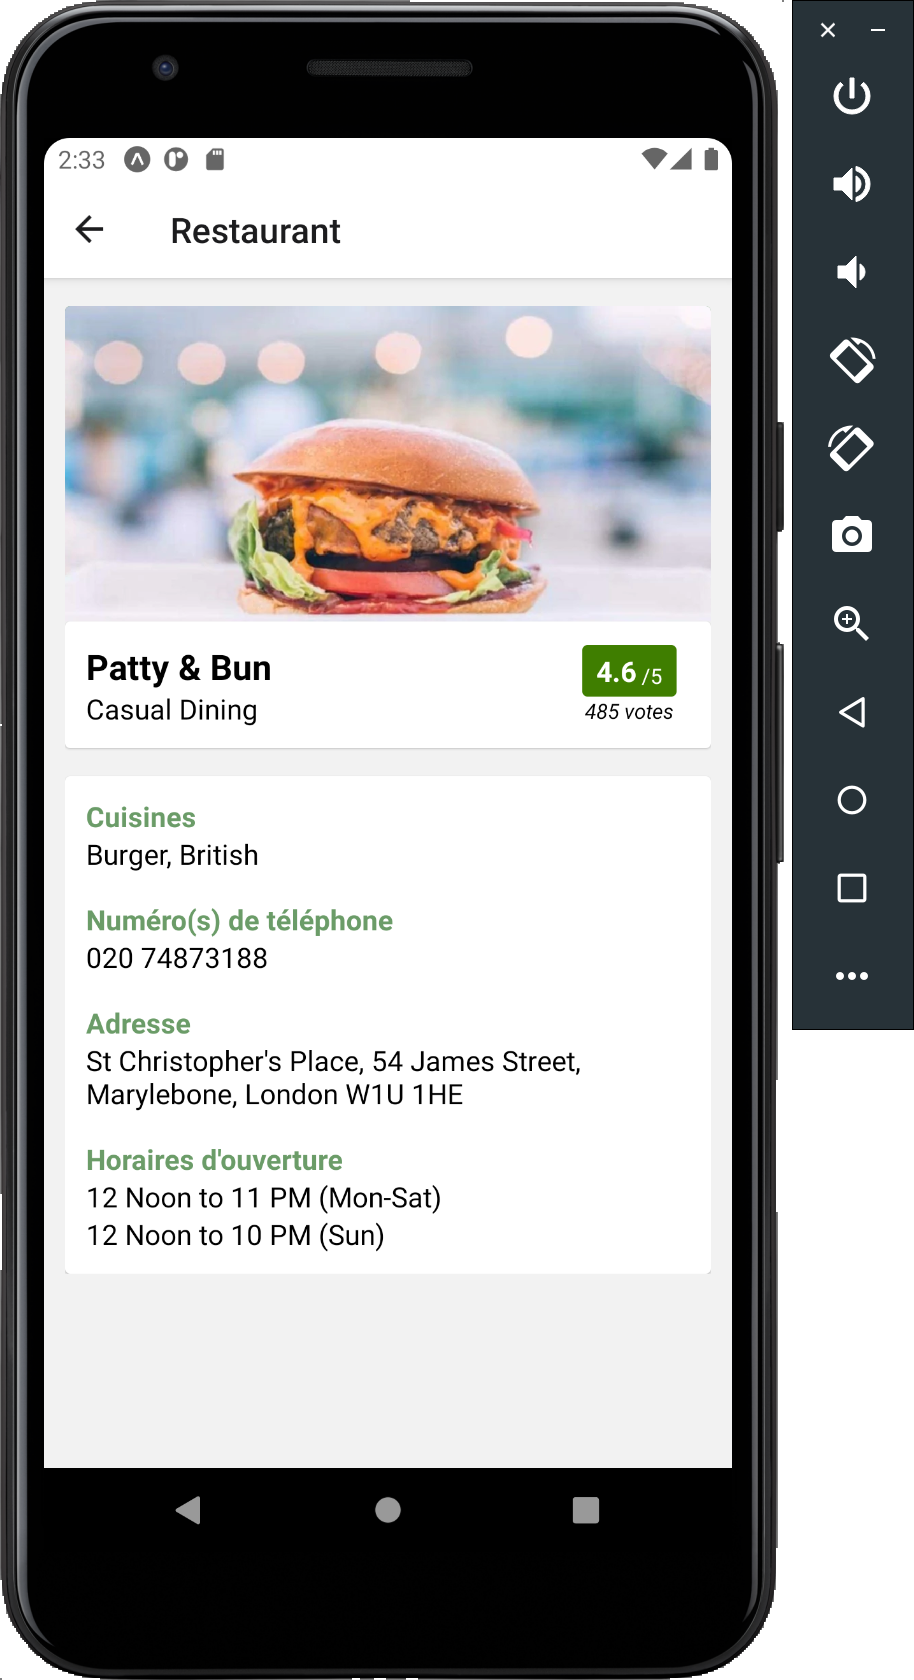 2:33
Restaurant
Patty & Bun
4.6 /5
Casual Dining
485 votes
Cuisines
Burger, British
Numéro(s) de téléphone
020 74873188
Adresse
St Christopher's Place, 54 James Street,
Marylebone, London W1U 1HE
Horaires d'ouverture
12 Noon to 11 PM (Mon-Sat)
12 Noon to 10 PM (Sun)